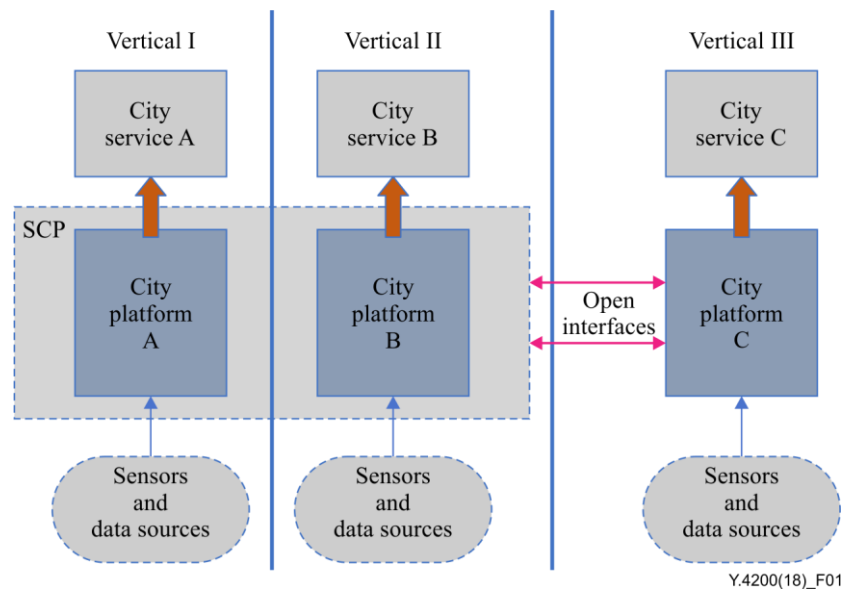 Vertical I
Vertical II
Vertical III
City
service A
City
service B
City
service C
SCP
City
platform
A
City
platform
B
Open
interfaces
City
platform
C
Sensors
and
data sources
Sensors
and
data sources
Sensors
and
data sources
Y.4200(18)_F01